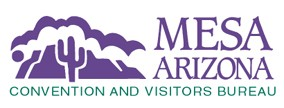 MESA
ARIZONA
CONVENTION AND VISITORS BUREAU